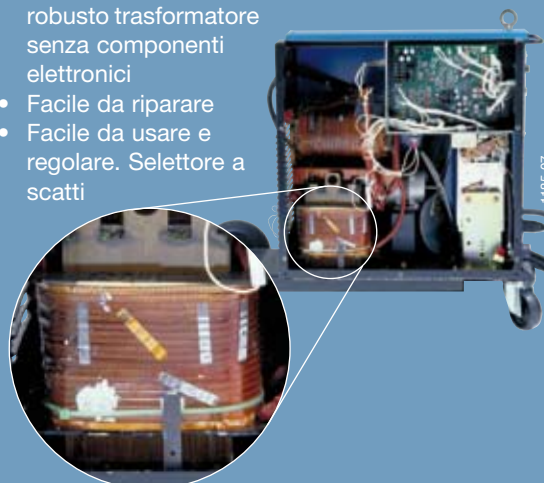 robusto trasformatore
senza componenti
elettronici
• Facile da riparare
• Facile da usare e
regolare. Selettore a
scatti